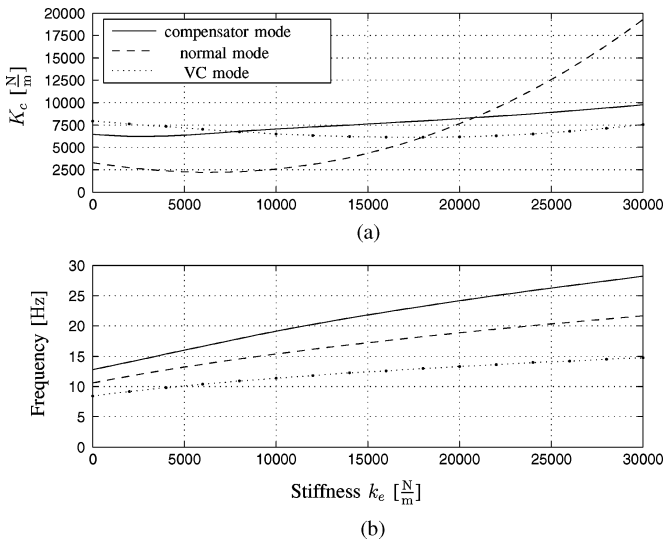 20000
17500
15000
12500
10000
7500
5000
2500
0
K_c [N/m]
compensator mode
normal mode
VC mode
0 5000 10000 15000 20000 25000 30000
(a)
30
25
20
15
10
5
0
Frequency [Hz]
0 5000 10000 15000 20000 25000 30000
Stiffness k_e [N/m]
(b)